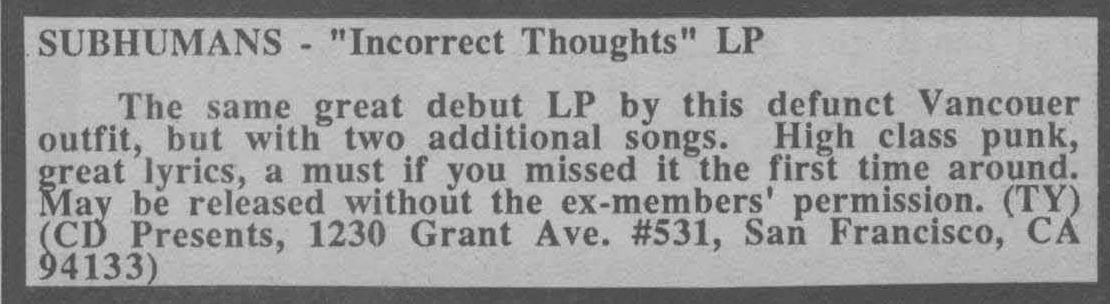 SUBHUMANS - "Incorrect Thoughts" LP
The same great debut LP by this defunct Vancouer
outfit, but with two additional songs. High class punk,
great lyrics, a must if you missed it the first time around.
May be released without the ex-members' permission. (TY)
(CD Presents, 1230 Grant Ave. #531, San Francisco, CA
94133)